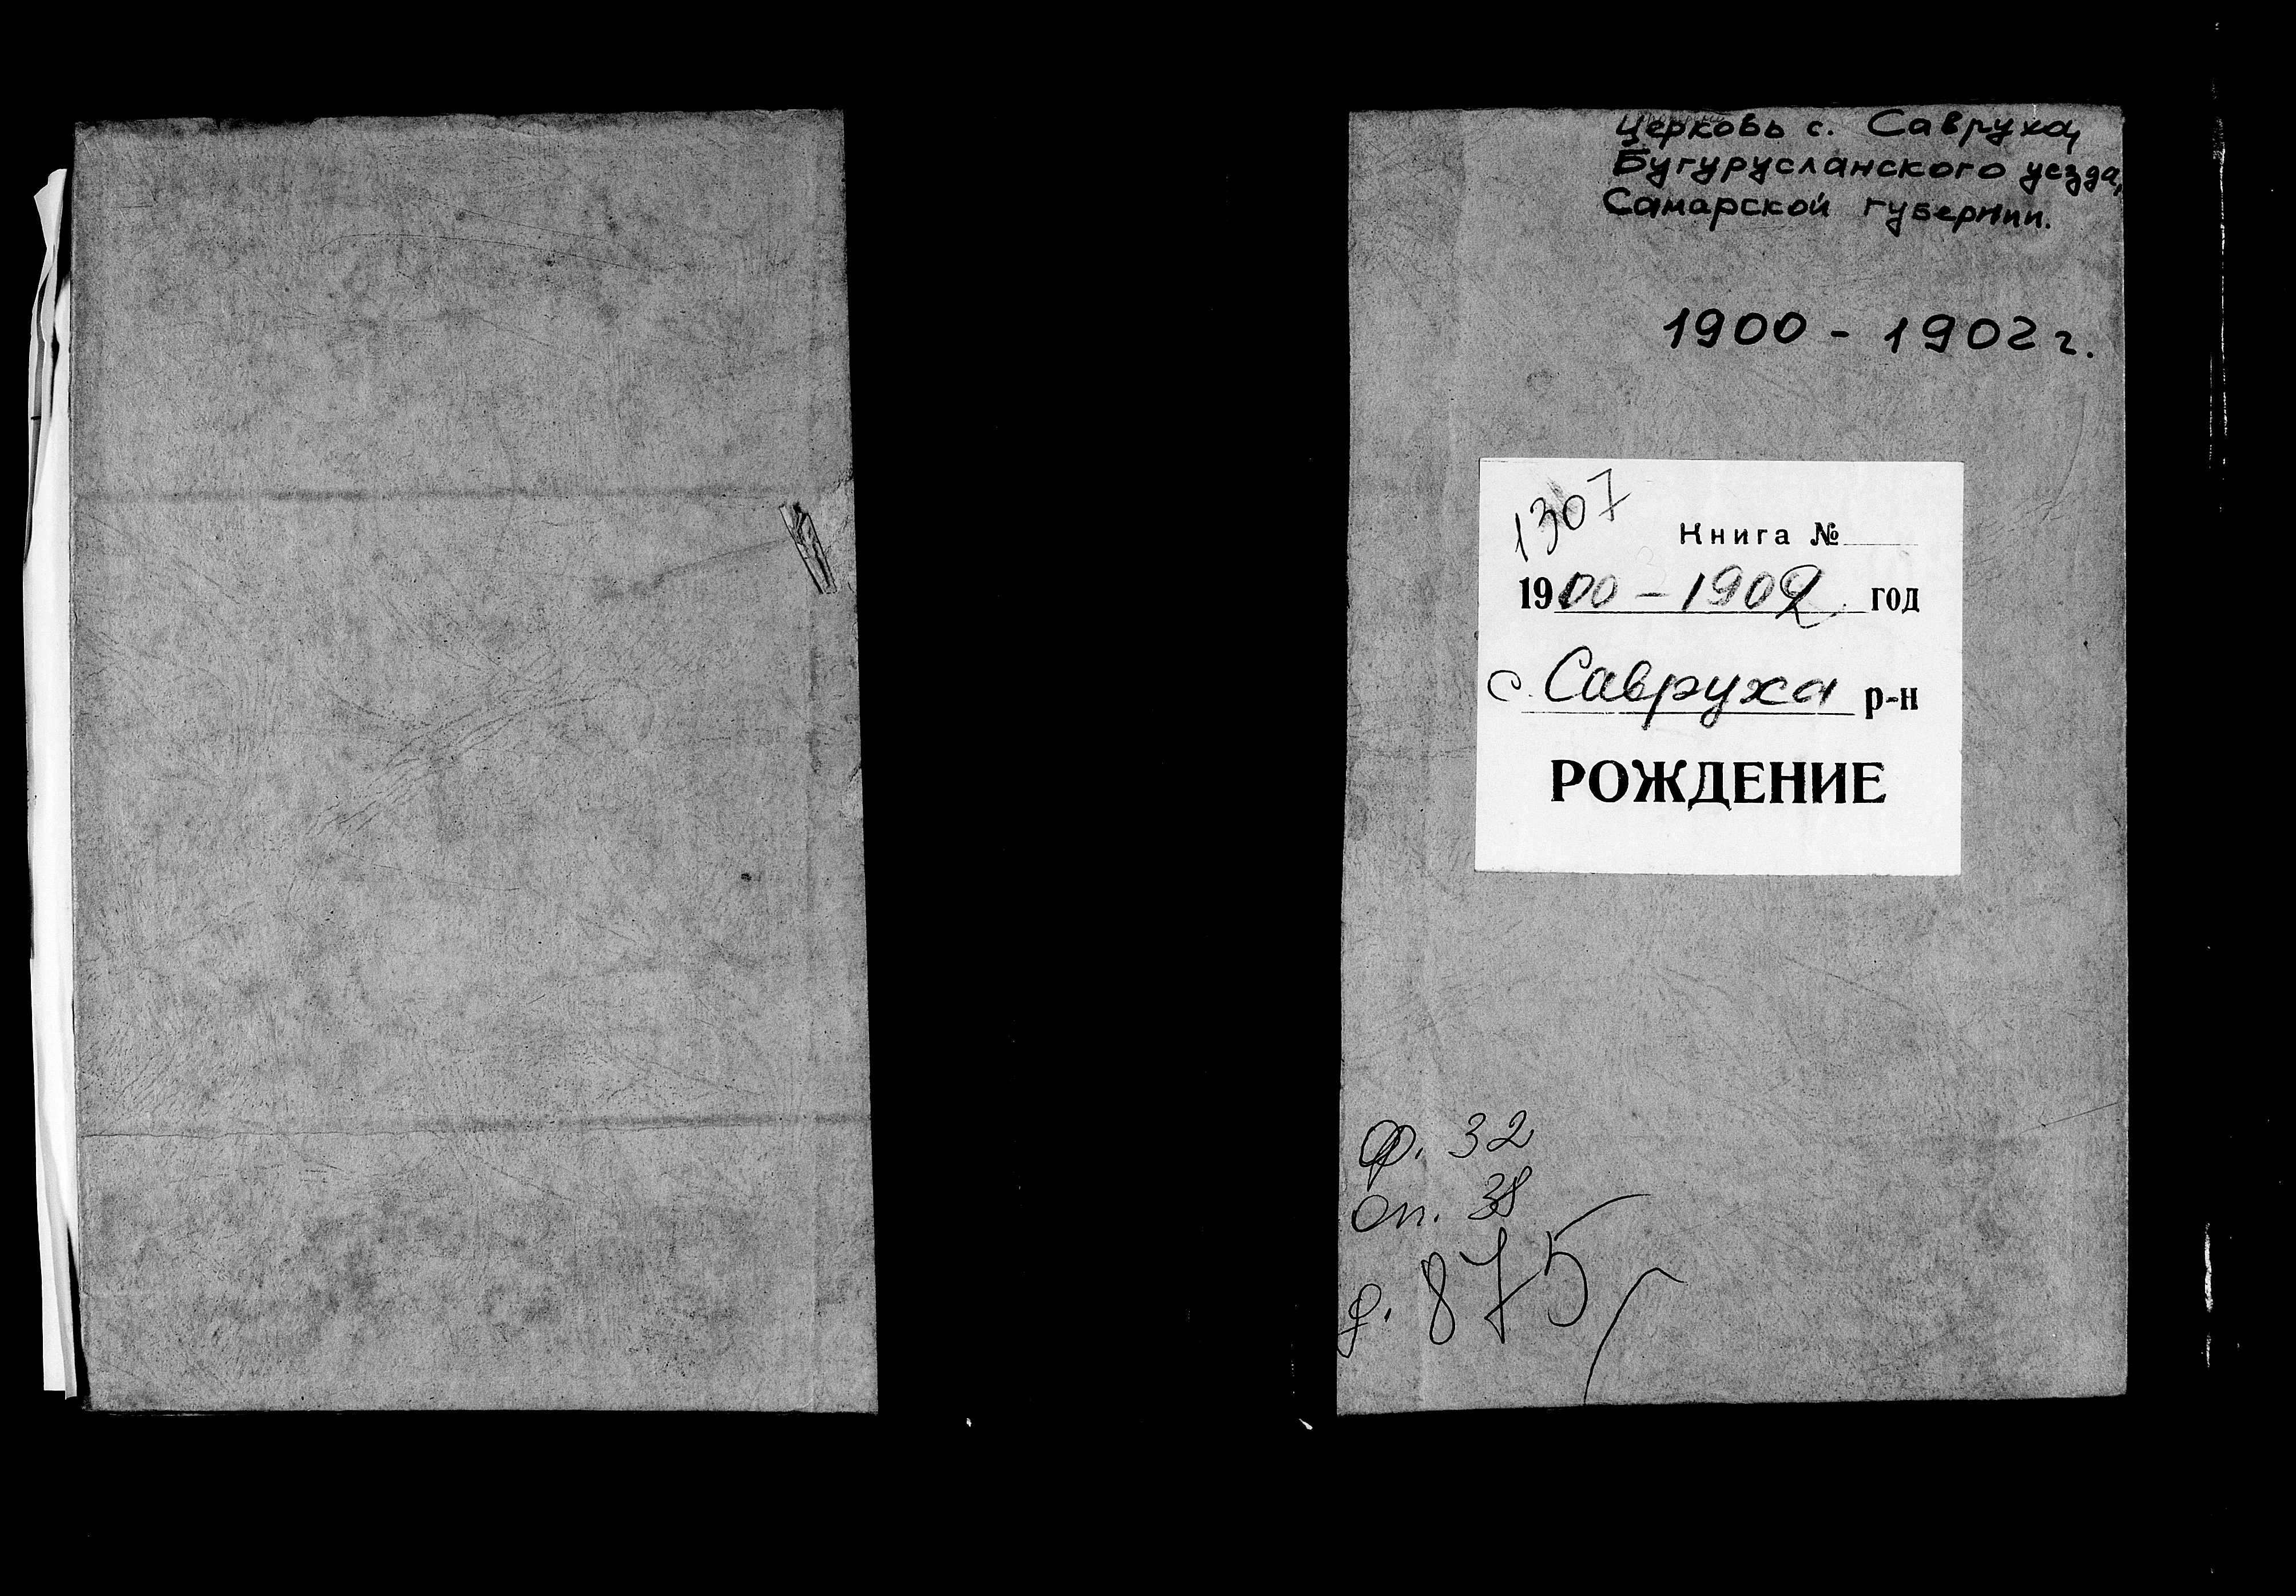 Церковь с. Савруха,
Бугурусланского уезда,
Самарской губернии.
1900 - 1902 г.
1307
Книга №
1900 - 1902 год
с. Савруха р-н
РОЖДЕНИЕ
Ф. 32
Оп. 38
д. 875